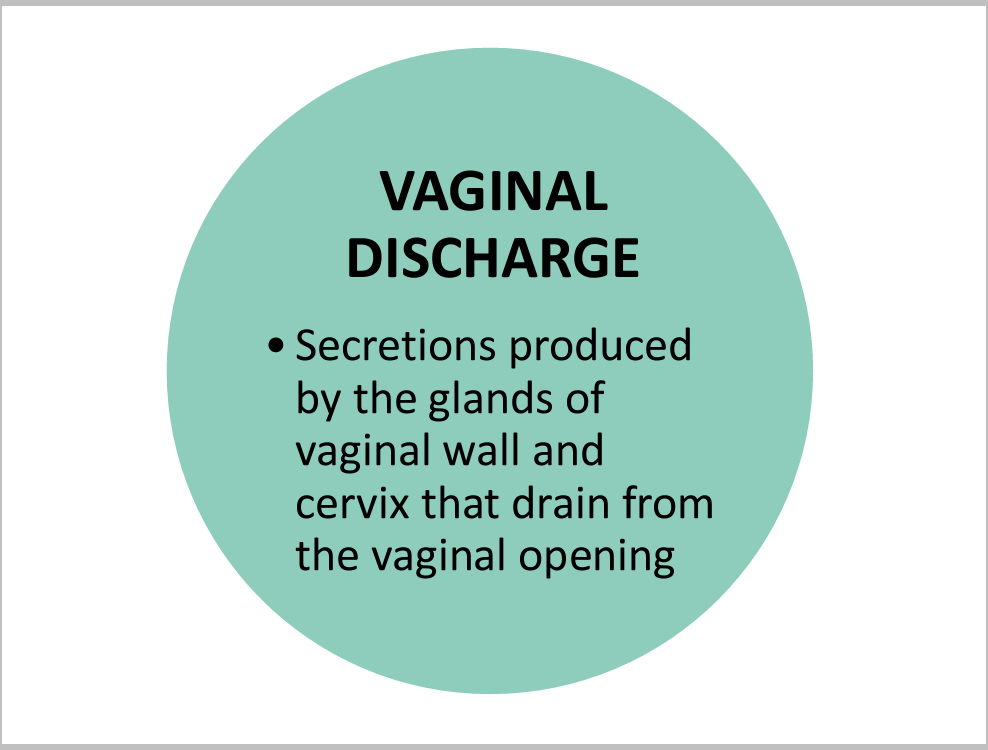 VAGINAL
DISCHARGE
• Secretions produced
by the glands of
vaginal wall and
cervix that drain from
the vaginal opening